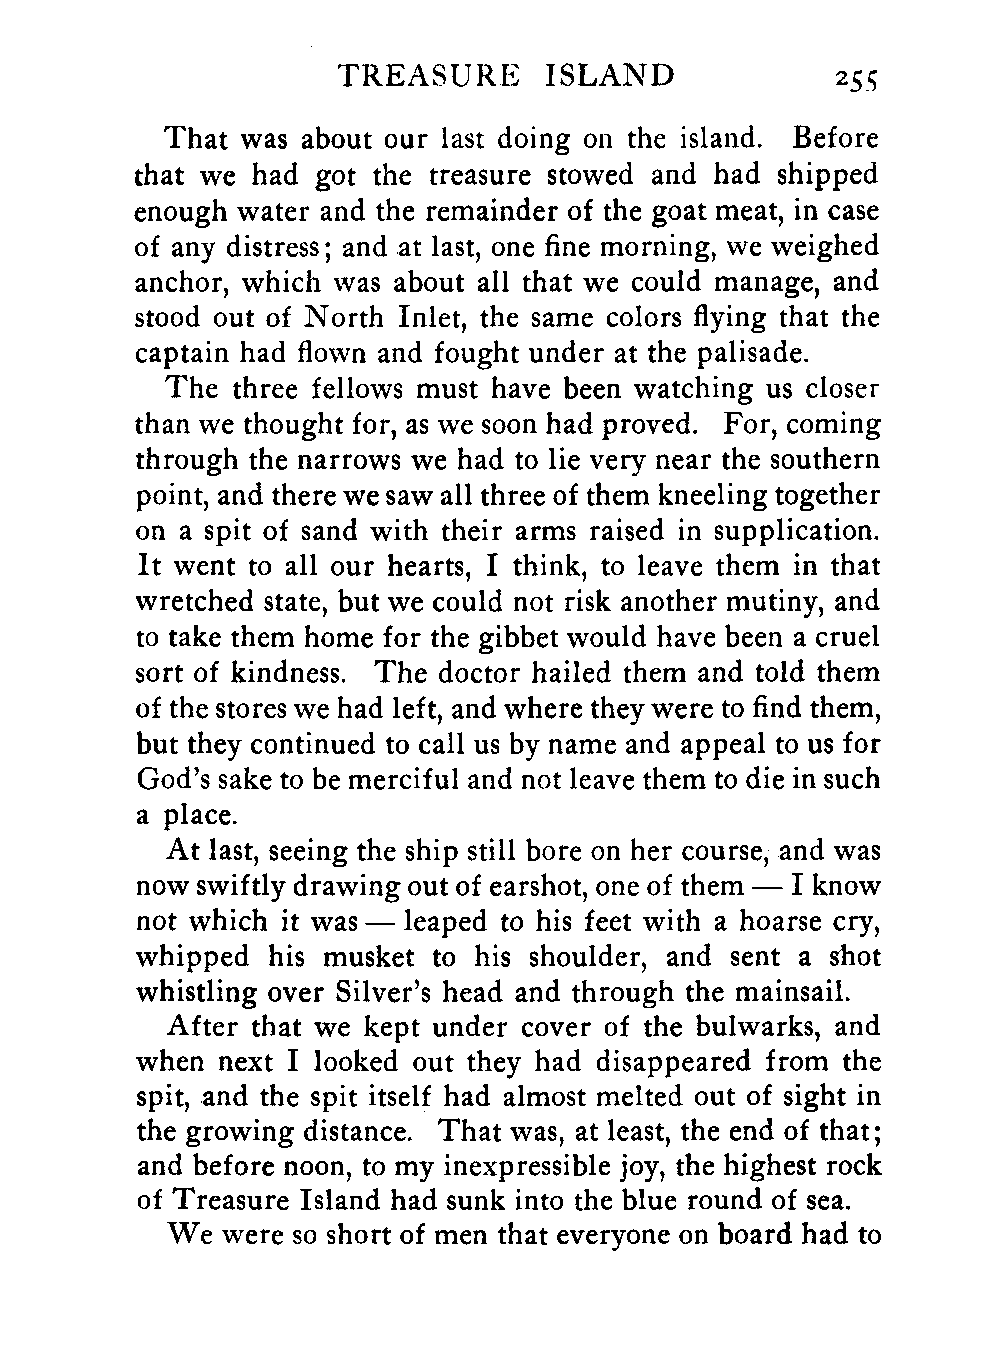 TREASURE ISLAND 255
That was about our last doing on the island. Before
that we had got the treasure stowed and had shipped
enough water and the remainder of the goat meat, in case
of any distress; and at last, one fine morning, we weighed
anchor, which was about all that we could manage, and
stood out of North Inlet, the same colors flying that the
captain had flown and fought under at the palisade.
The three fellows must have been watching us closer
than we thought for, as we soon had proved. For, coming
through the narrows we had to lie very near the southern
point, and there we saw all three of them kneeling together
on a spit of sand with their arms raised in supplication.
It went to all our hearts, I think, to leave them in that
wretched state, but we could not risk another mutiny, and
to take them home for the gibbet would have been a cruel
sort of kindness. The doctor hailed them and told them
of the stores we had left, and where they were to find them,
but they continued to call us by name and appeal to us for
God's sake to be merciful and not leave them to die in such
a place.
At last, seeing the ship still bore on her course, and was
now swiftly drawing out of earshot, one of them — I know
not which it was — leaped to his feet with a hoarse cry,
whipped his musket to his shoulder, and sent a shot
whistling over Silver's head and through the mainsail.
After that we kept under cover of the bulwarks, and
when next I looked out they had disappeared from the
spit, and the spit itself had almost melted out of sight in
the growing distance. That was, at least, the end of that;
and before noon, to my inexpressible joy, the highest rock
of Treasure Island had sunk into the blue round of sea.
We were so short of men that everyone on board had to